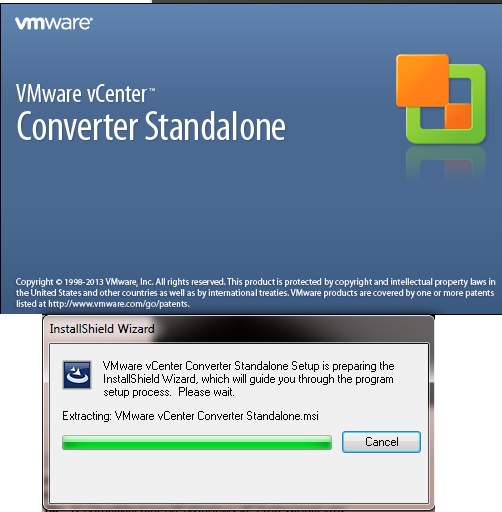 vmware®
VMware vCenter™
Converter Standalone
Copyright © 1998-2013 VMware, Inc. All rights reserved. This product is protected by copyright and intellectual property laws in
the United States and other countries as well as by international treaties. VMware products are covered by one or more patents
listed at http://www.vmware.com/go/patents.
InstallShield Wizard
VMware vCenter Converter Standalone Setup is preparing the
InstallShield Wizard, which will guide you through the program
setup process. Please wait.
Extracting: VMware vCenter Converter Standalone.msi
Cancel